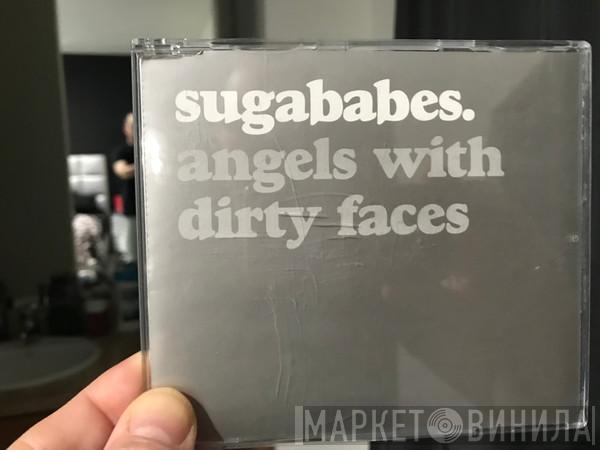 sugababes.
angels with
dirty faces
МАРКЕТ ВИНИЛА